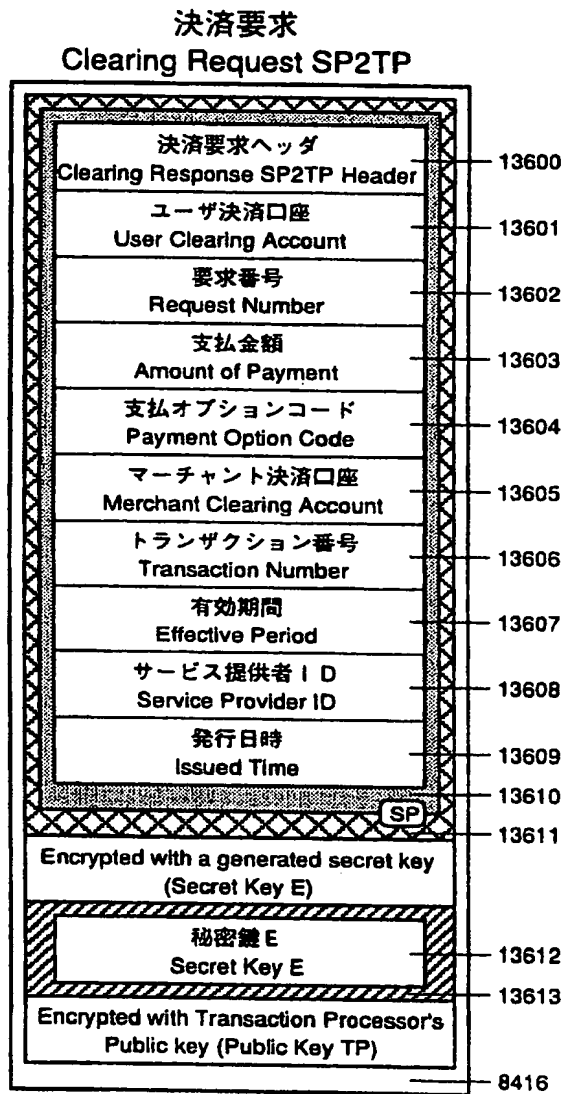 決済要求
Clearing Request SP2TP
決済要求ヘッダ
Clearing Response SP2TP Header
13600
ユーザ決済口座
User Clearing Account
13601
要求番号
Request Number
13602
支払金額
Amount of Payment
13603
支払オプションコード
Payment Option Code
13604
マーチャント決済口座
Merchant Clearing Account
13605
トランザクション番号
Transaction Number
13606
有効期間
Effective Period
13607
サービス提供者ID
Service Provider ID
13608
発行日時
Issued Time
13609
13610
SP
13611
Encrypted with a generated secret key
(Secret Key E)
秘密鍵E
Secret Key E
13612
13613
Encrypted with Transaction Processor's
Public key (Public Key TP)
8416